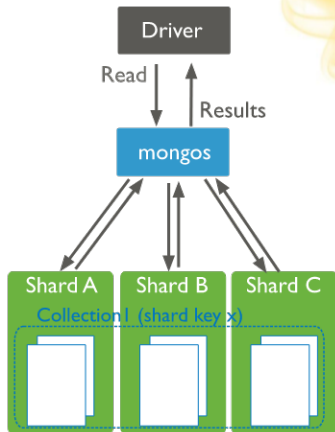 Driver
Read
Results
mongos
Shard A Shard B Shard C
Collection1 (shard key x)